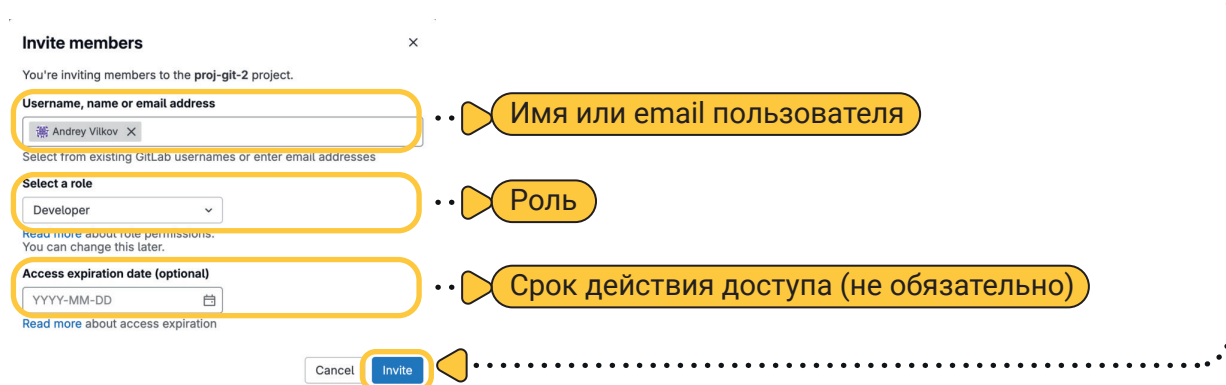 Invite members
You're inviting members to the proj-git-2 project.
Username, name or email address
Andrey Vilkov
Имя или email пользователя
Select from existing GitLab usernames or enter email addresses
Select a role
Developer
Роль
Read more about role permissions.
You can change this later.
Access expiration date (optional)
YYYY-MM-DD
Срок действия доступа (не обязательно)
Read more about access expiration
Cancel Invite